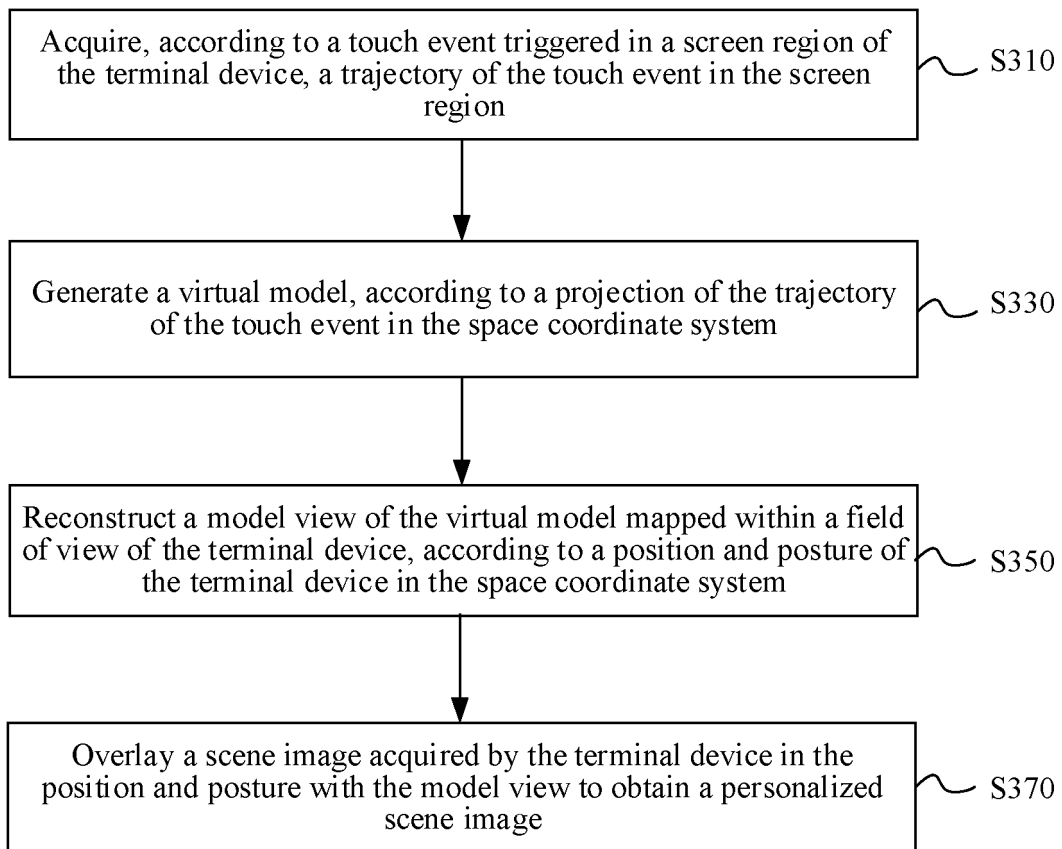 Acquire, according to a touch event triggered in a screen region of
the terminal device, a trajectory of the touch event in the screen
region
S310
Generate a virtual model, according to a projection of the trajectory
of the touch event in the space coordinate system
S330
Reconstruct a model view of the virtual model mapped within a field
of view of the terminal device, according to a position and posture of
the terminal device in the space coordinate system
S350
Overlay a scene image acquired by the terminal device in the
position and posture with the model view to obtain a personalized
scene image
S370